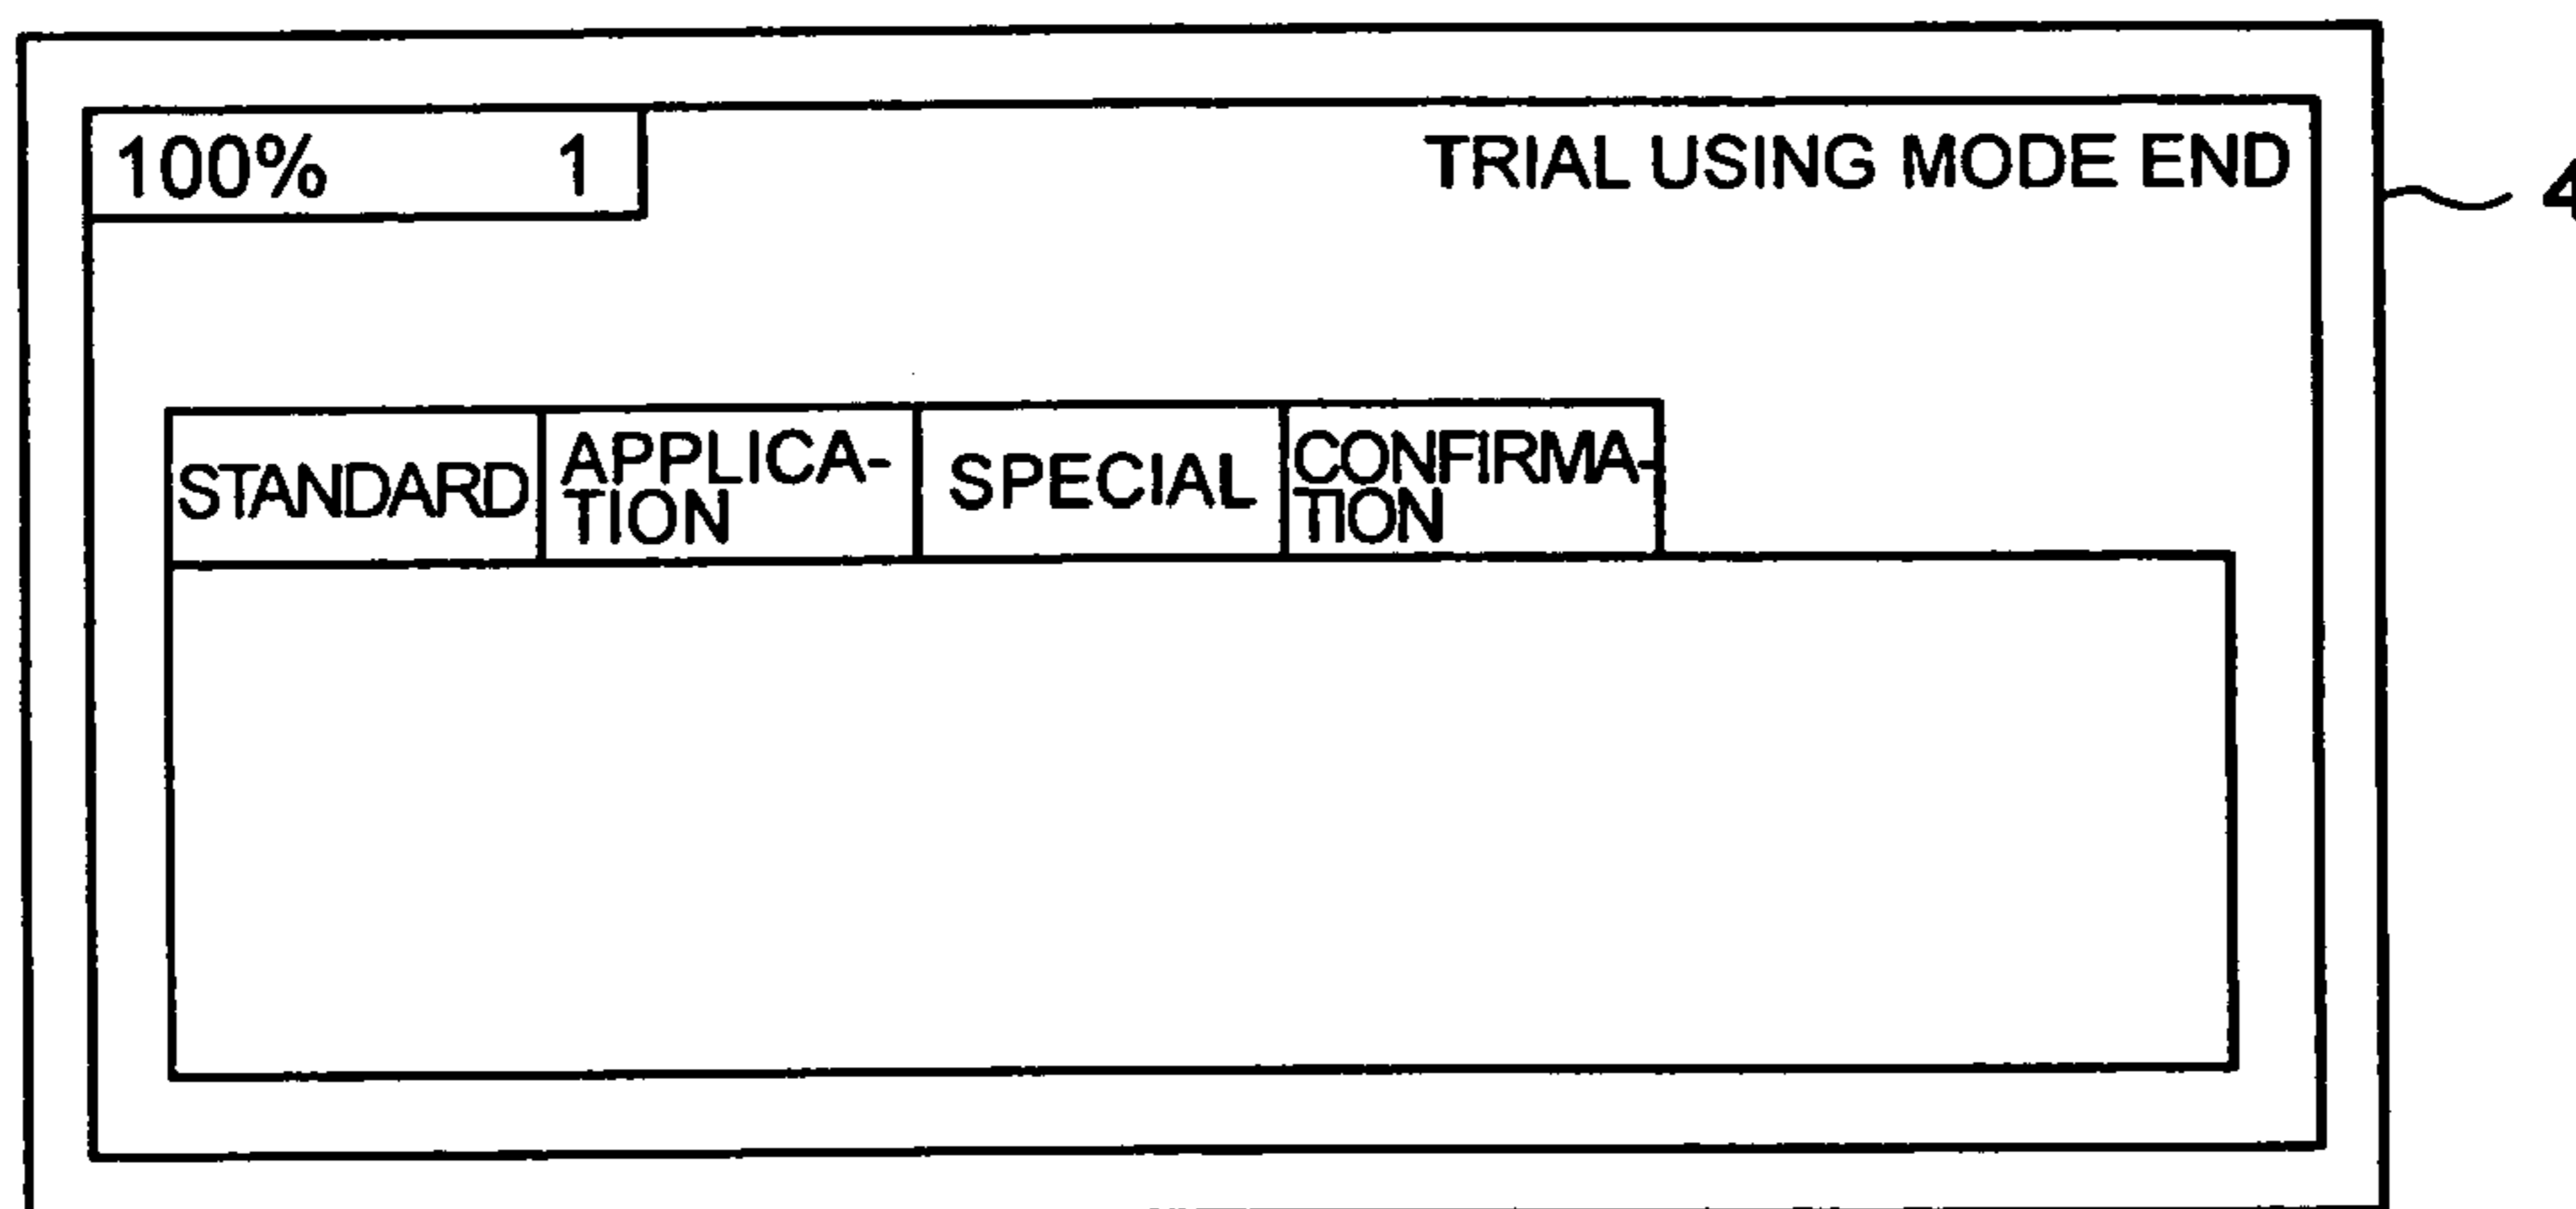 100% 1 TRIAL USING MODE END
STANDARD
APPLICA-
TION
SPECIAL
CONFIRMA-
TION